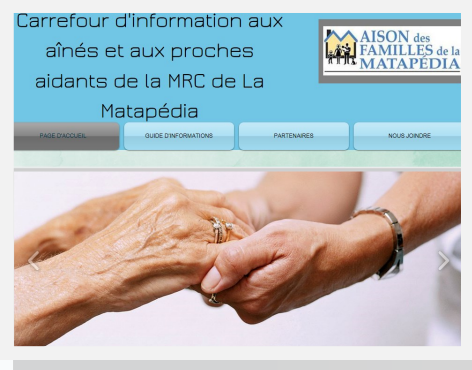 Carrefour d'information aux
aînés et aux proches
aidants de la MRC de La
Matapédia
MAISON des
FAMILLES de la
MATAPÉDIA
PAGE D'ACCUEIL
GUIDE D'INFORMATIONS
PARTENAIRES
NOUS JOINDRE